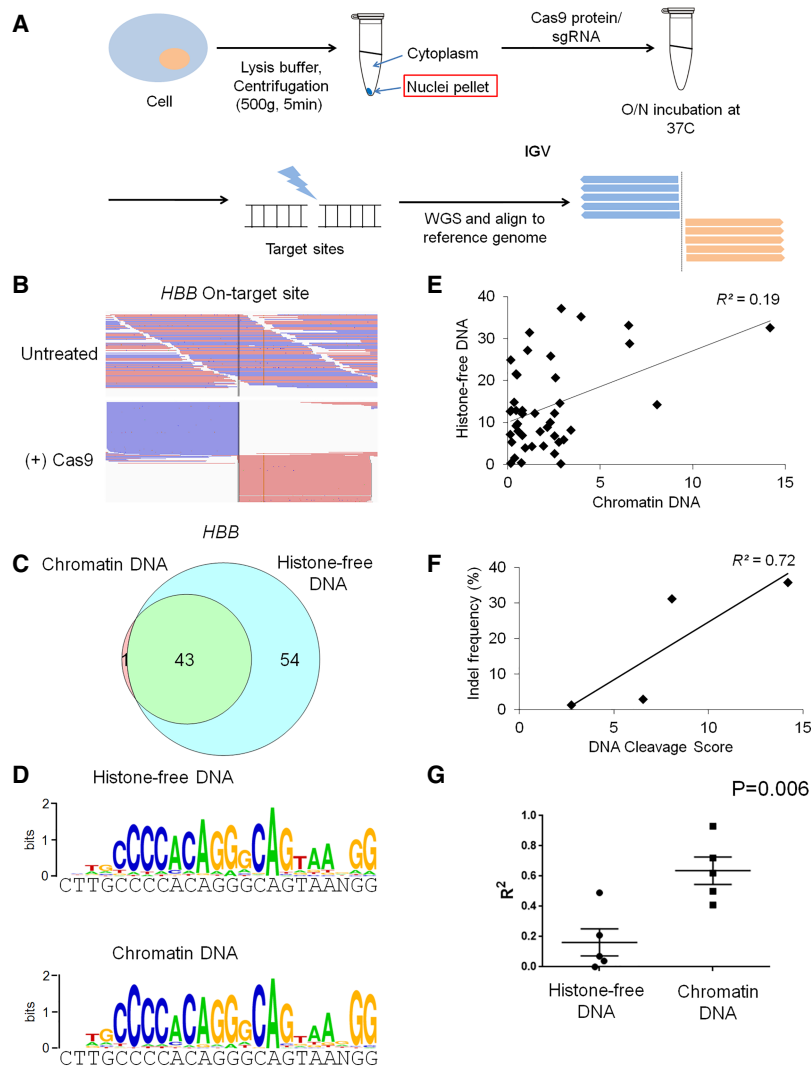 A
Cell
Lysis buffer,
Centrifugation
(500g, 5min)
Cytoplasm
Nuclei pellet
Cas9 protein/
sgRNA
O/N incubation at
37C
Target sites
WGS and align to
reference genome
IGV
B
HBB On-target site
Untreated
(+) Cas9
C
HBB
Chromatin DNA
Histone-free
DNA
1
43
54
D
Histone-free DNA
2
1
0
bits
CTTGCCCCACAGGGCAGTAANGG
Chromatin DNA
2
1
0
bits
CTTGCCCCACAGGGCAGTAANGG
E
R² = 0.19
Histone-free DNA
40
30
20
10
0
0 5 10 15
Chromatin DNA
F
R² = 0.72
Indel frequency (%)
40
30
20
10
0
0 5 10 15
DNA Cleavage Score
G
P=0.006
R²
1.0
0.8
0.6
0.4
0.2
0.0
Histone-free
DNA
Chromatin
DNA